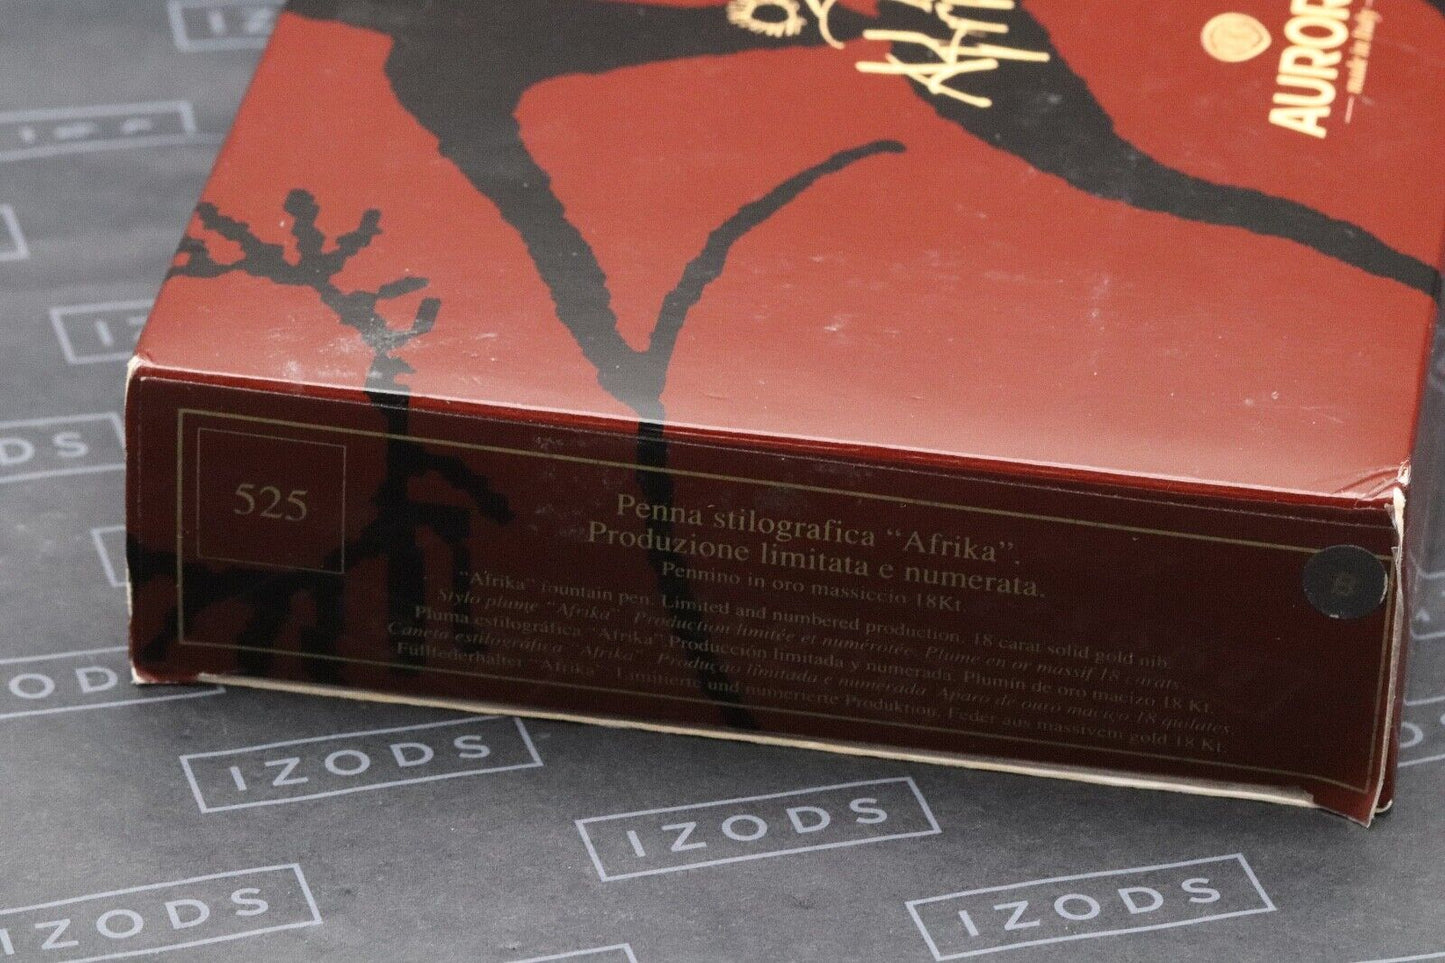 AUROR
made in Italy
525
Penna stilografica “Afrika”.
Produzione limitata e numerata.
Pennino in oro massiccio 18Kt.
“Afrika” fountain pen. Limited and numbered production. 18 carat solid gold nib.
Stylo plume “Afrika”. Production limitée et numérotée. Plume en or massif 18 carats.
Pluma estilográfica “Afrika”. Producción limitada y numerada. Plumin de oro macizo 18 Kt.
Caneta estilográfica “Afrika”. Produção limitada e numerada. Aparo de ouro maciço 18 quilates.
Füllfederhalter “Afrika”. Limitierte und numerierte Produktion. Feder aus massivem gold 18 Kt.
B
IZODS
IZODS
IZODS
IZODS